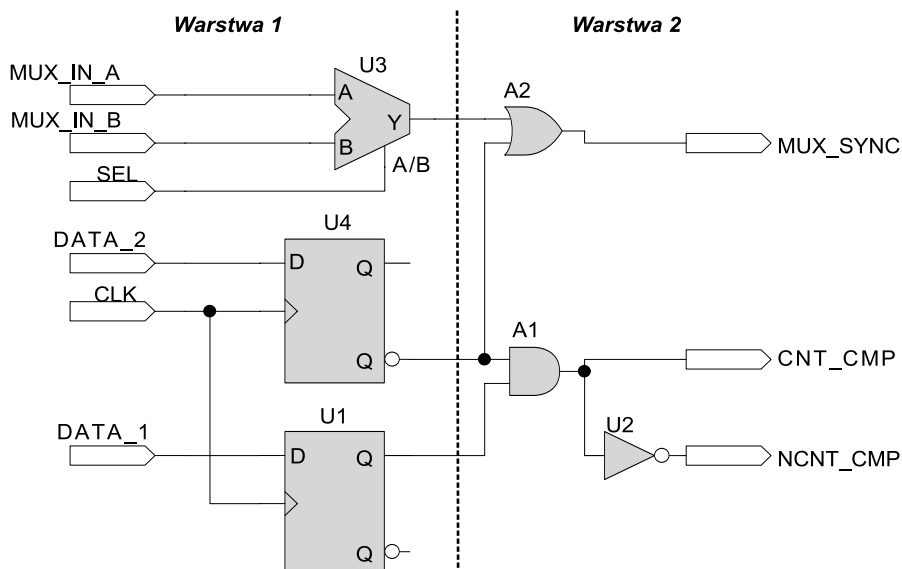 Warstwa 1
Warstwa 2
MUX_IN_A
U3
A
MUX_IN_B
Y
B
A/B
SEL
A2
MUX_SYNC
U4
DATA_2
D
Q
CLK
Q
A1
CNT_CMP
U1
DATA_1
D
Q
U2
NCNT_CMP
Q